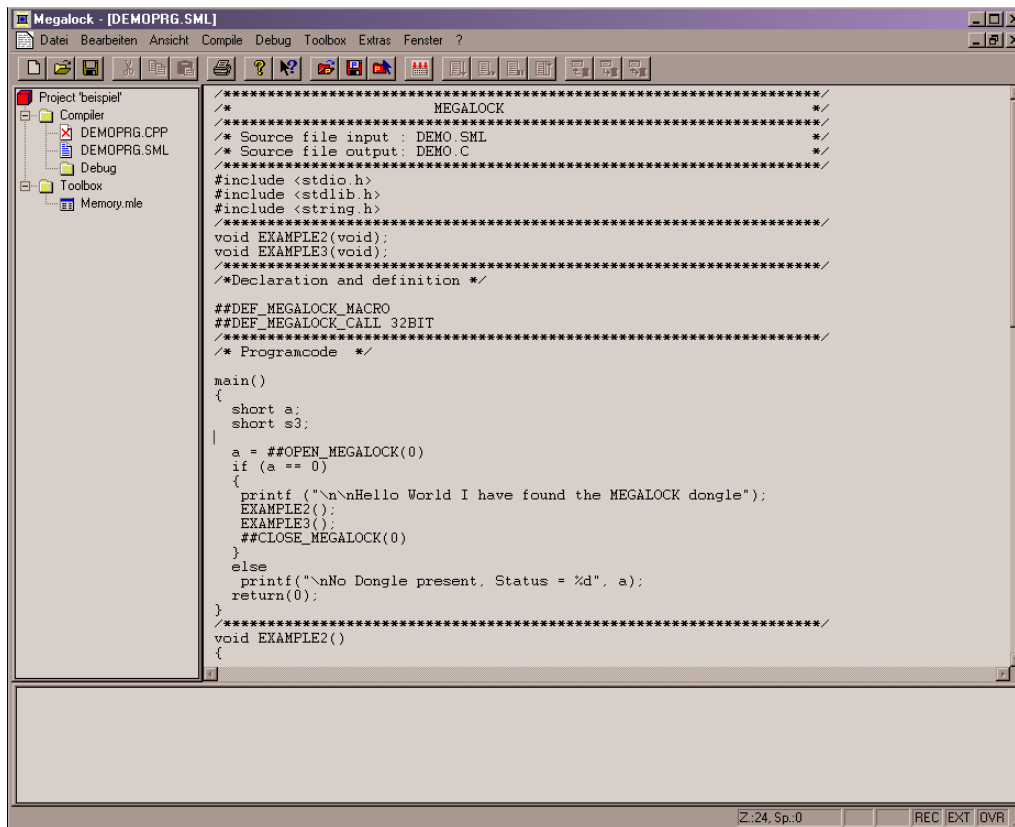 Megalock - [DEMOPRG.SML]
Datei Bearbeiten Ansicht Compile Debug Toolbox Extras Fenster ?
Project 'beispiel'
Compiler
DEMOPRG.CPP
DEMOPRG.SML
Debug
Toolbox
Memory.mle
/***********************************************************************************/
/* MEGALOCK */
/***********************************************************************************/
/* Source file input : DEMO.SML */
/* Source file output: DEMO.C */
/***********************************************************************************/
#include <stdio.h>
#include <stdlib.h>
#include <string.h>
/***********************************************************************************/
void EXAMPLE2(void);
void EXAMPLE3(void);
/***********************************************************************************/
/*Declaration and definition */
##DEF_MEGALOCK_MACRO
##DEF_MEGALOCK_CALL 32BIT
/***********************************************************************************/
/* Programcode */
main()
{
short a;
short s3;
a = ##OPEN_MEGALOCK(0)
if (a == 0)
{
printf ("\n\nHello World I have found the MEGALOCK dongle");
EXAMPLE2();
EXAMPLE3();
##CLOSE_MEGALOCK(0)
}
else
printf("\nNo Dongle present, Status = %d", a);
return(0);
}
/***********************************************************************************/
void EXAMPLE2()
{
Z.:24, Sp.:0 REC EXT OVR